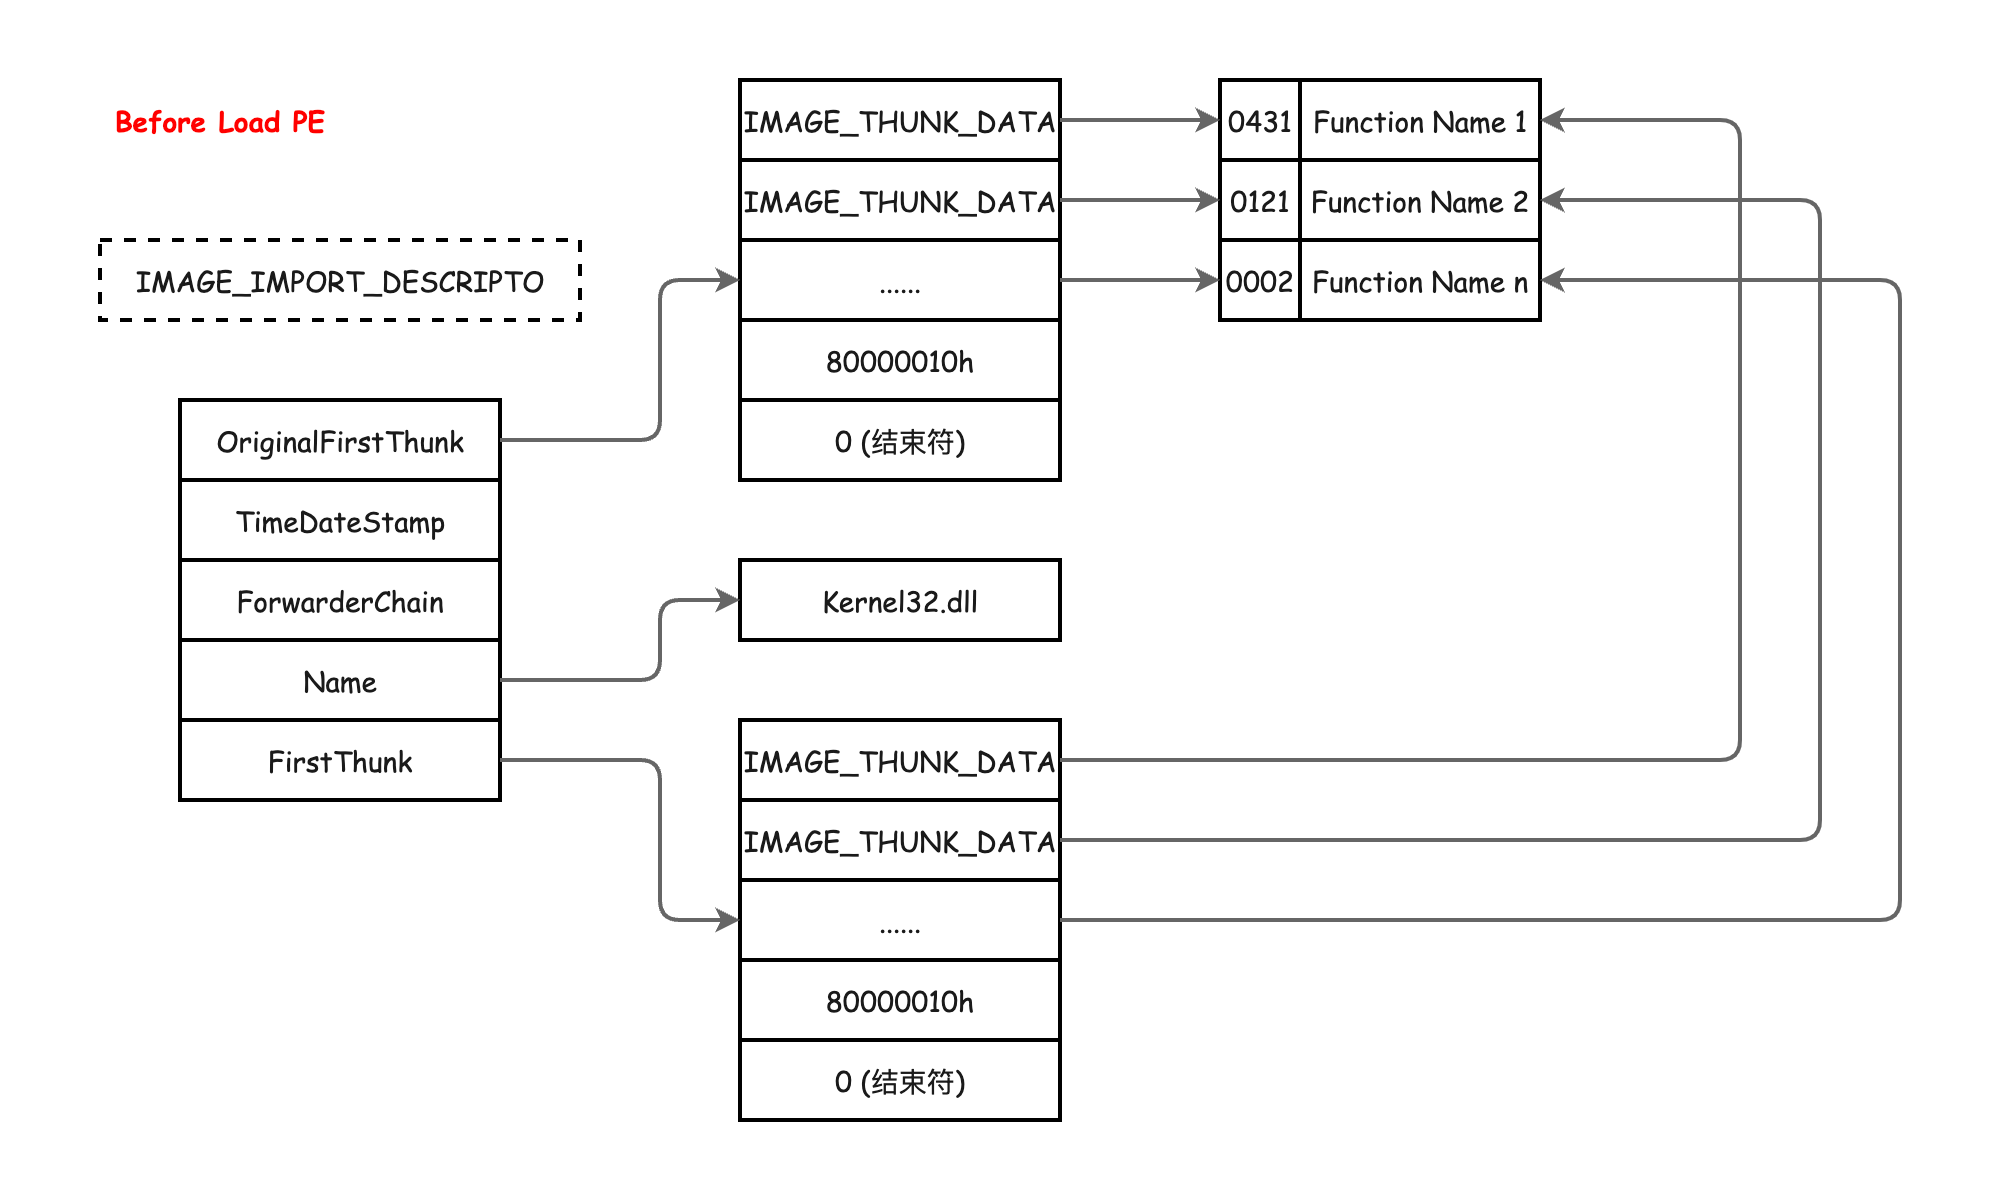 Before Load PE
IMAGE_IMPORT_DESCRIPTO
OriginalFirstThunk
TimeDateStamp
ForwarderChain
Name
FirstThunk
IMAGE_THUNK_DATA
IMAGE_THUNK_DATA
......
80000010h
0 (结束符)
Kernel32.dll
IMAGE_THUNK_DATA
IMAGE_THUNK_DATA
......
80000010h
0 (结束符)
0431 Function Name 1
0121 Function Name 2
0002 Function Name n